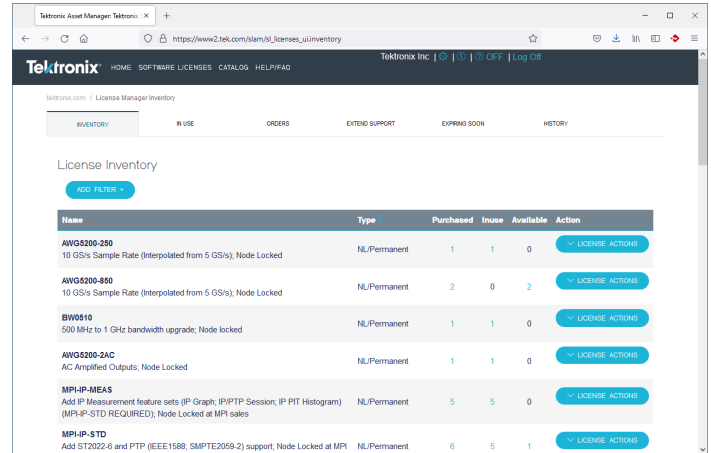 Tektronix Asset Manager: Tektronix
https://www2.tek.com/slam/sl_licenses_ui.inventory
Tektronix Inc | | | OFF | Log Off
Tektronix HOME SOFTWARE LICENSES CATALOG HELP/FAQ
tektronix.com / License Manager Inventory
INVENTORY IN USE ORDERS EXTEND SUPPORT EXPIRING SOON HISTORY
License Inventory
ADD FILTER
Name Type Purchased Inuse Available Action
AWG5200-250
10 GS/s Sample Rate (Interpolated from 5 GS/s); Node Locked NL/Permanent 1 1 0 LICENSE ACTIONS
AWG5200-850
10 GS/s Sample Rate (Interpolated from 5 GS/s); Node Locked NL/Permanent 2 0 2 LICENSE ACTIONS
BW0510
500 MHz to 1 GHz bandwidth upgrade; Node locked NL/Permanent 1 1 0 LICENSE ACTIONS
AWG5200-2AC
AC Amplified Outputs; Node Locked NL/Permanent 1 1 0 LICENSE ACTIONS
MPI-IP-MEAS
Add IP Measurement feature sets (IP Graph; IP/PTP Session; IP PIT Histogram)
(MPI-IP-STD REQUIRED); Node Locked at MPI sales NL/Permanent 5 5 0 LICENSE ACTIONS
MPI-IP-STD
Add ST2022-6 and PTP (IEEE1588; SMPTE2059-2) support; Node Locked at MPI NL/Permanent 6 5 1 LICENSE ACTIONS